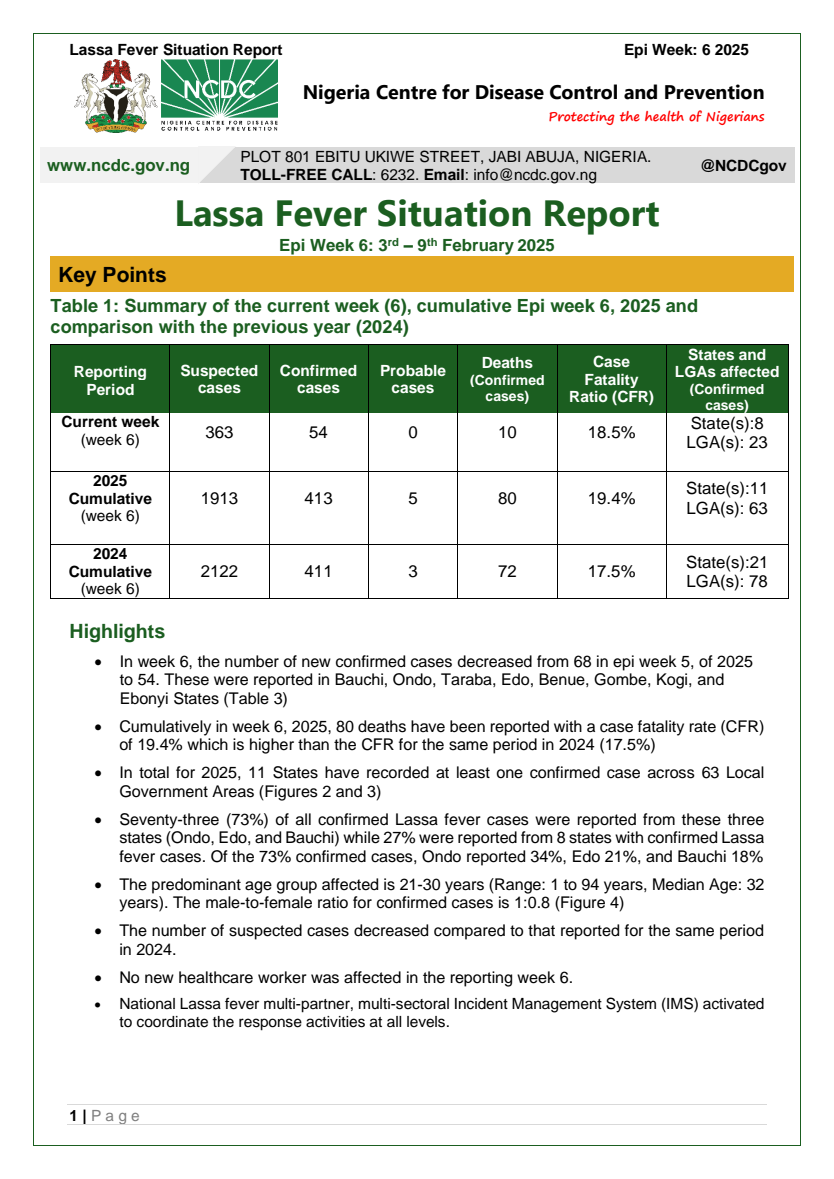 Lassa Fever Situation Report Epi Week: 6 2025
NCDC
NIGERIA CENTRE FOR DISEASE
CONTROL AND PREVENTION
Nigeria Centre for Disease Control and Prevention
Protecting the health of Nigerians
www.ncdc.gov.ng
PLOT 801 EBITU UKIWE STREET, JABI ABUJA, NIGERIA.
TOLL-FREE CALL: 6232. Email: info@ncdc.gov.ng
@NCDCgov
Lassa Fever Situation Report
Epi Week 6: 3rd – 9th February 2025
Key Points
Table 1: Summary of the current week (6), cumulative Epi week 6, 2025 and
comparison with the previous year (2024)
Reporting
Period
Suspected
cases
Confirmed
cases
Probable
cases
Deaths
(Confirmed
cases)
Case
Fatality
Ratio (CFR)
States and
LGAs affected
(Confirmed
cases)
Current week
(week 6)
363
54
0
10
18.5%
State(s):8
LGA(s): 23
2025
Cumulative
(week 6)
1913
413
5
80
19.4%
State(s):11
LGA(s): 63
2024
Cumulative
(week 6)
2122
411
3
72
17.5%
State(s):21
LGA(s): 78
Highlights
• In week 6, the number of new confirmed cases decreased from 68 in epi week 5, of 2025
to 54. These were reported in Bauchi, Ondo, Taraba, Edo, Benue, Gombe, Kogi, and
Ebonyi States (Table 3)
• Cumulatively in week 6, 2025, 80 deaths have been reported with a case fatality rate (CFR)
of 19.4% which is higher than the CFR for the same period in 2024 (17.5%)
• In total for 2025, 11 States have recorded at least one confirmed case across 63 Local
Government Areas (Figures 2 and 3)
• Seventy-three (73%) of all confirmed Lassa fever cases were reported from these three
states (Ondo, Edo, and Bauchi) while 27% were reported from 8 states with confirmed Lassa
fever cases. Of the 73% confirmed cases, Ondo reported 34%, Edo 21%, and Bauchi 18%
• The predominant age group affected is 21-30 years (Range: 1 to 94 years, Median Age: 32
years). The male-to-female ratio for confirmed cases is 1:0.8 (Figure 4)
• The number of suspected cases decreased compared to that reported for the same period
in 2024.
• No new healthcare worker was affected in the reporting week 6.
• National Lassa fever multi-partner, multi-sectoral Incident Management System (IMS) activated
to coordinate the response activities at all levels.
1 | Page